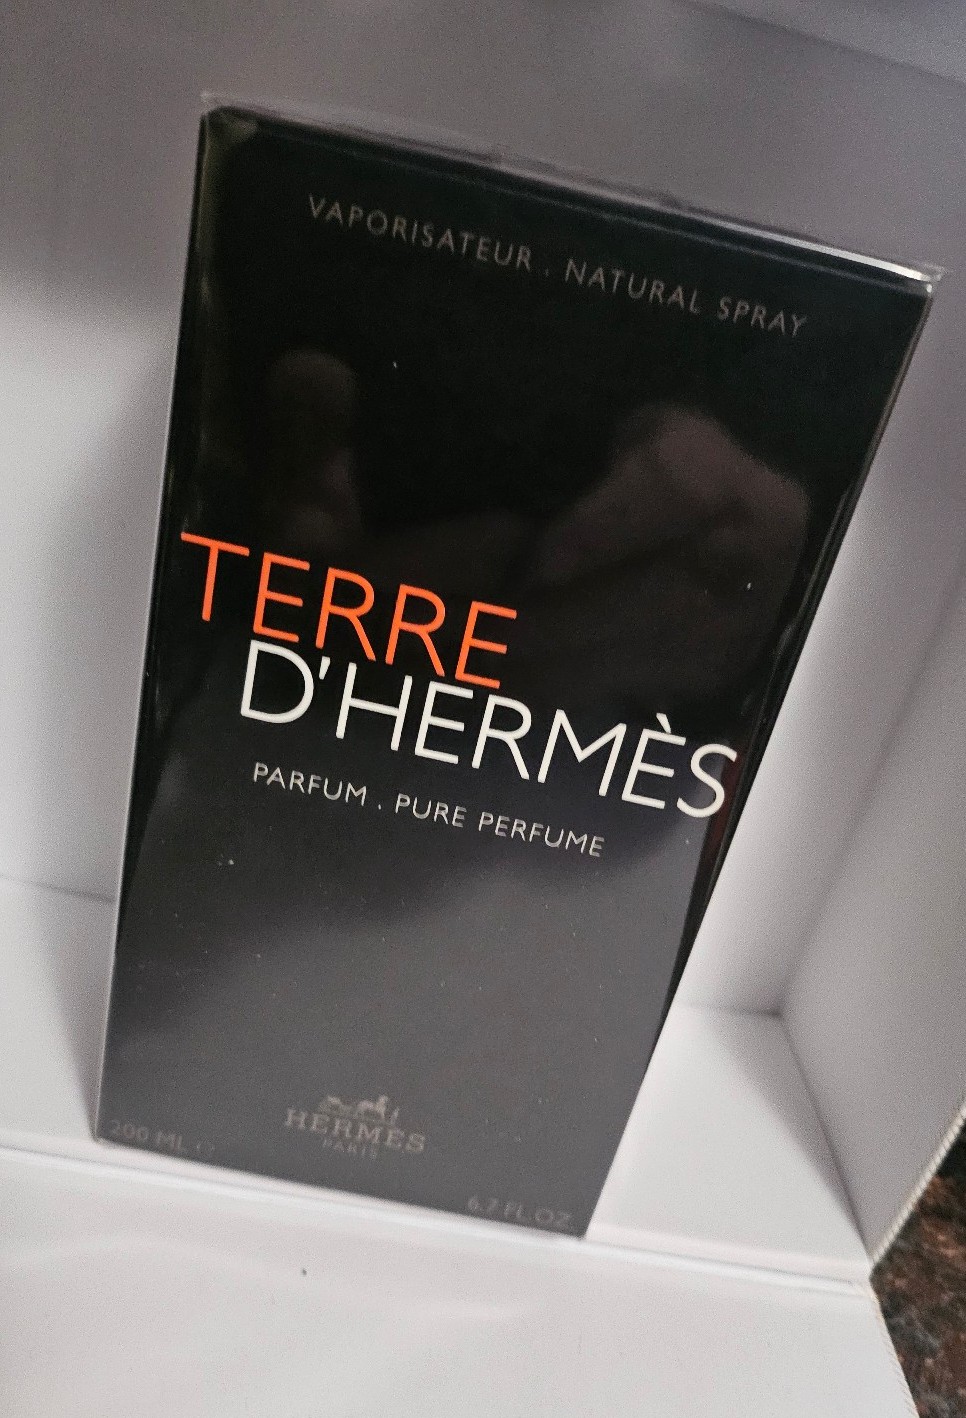 VAPORISATEUR . NATURAL SPRAY
TERRE
D'HERMÈS
PARFUM . PURE PERFUME
HERMÈS
PARIS
200 ML ℮
6.7 FL.OZ.